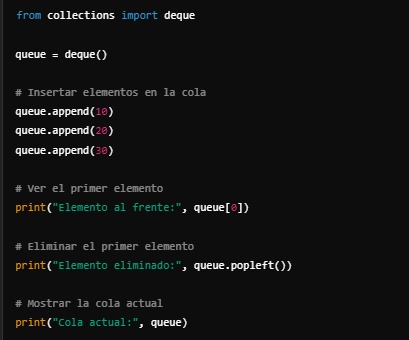 from collections import deque
queue = deque()
# Insertar elementos en la cola
queue.append(10)
queue.append(20)
queue.append(30)
# Ver el primer elemento
print("Elemento al frente:", queue[0])
# Eliminar el primer elemento
print("Elemento eliminado:", queue.popleft())
# Mostrar la cola actual
print("Cola actual:", queue)